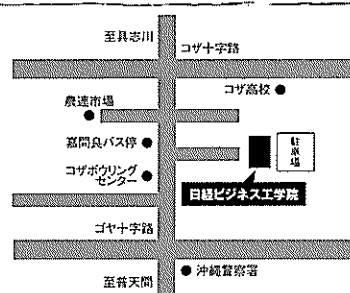 至具志川
コザ十字路
コザ高校
農連市場
嘉間良バス停
駐車場
コザボウリング
センター
日経ビジネス工学院
ゴヤ十字路
沖縄警察署
至普天間